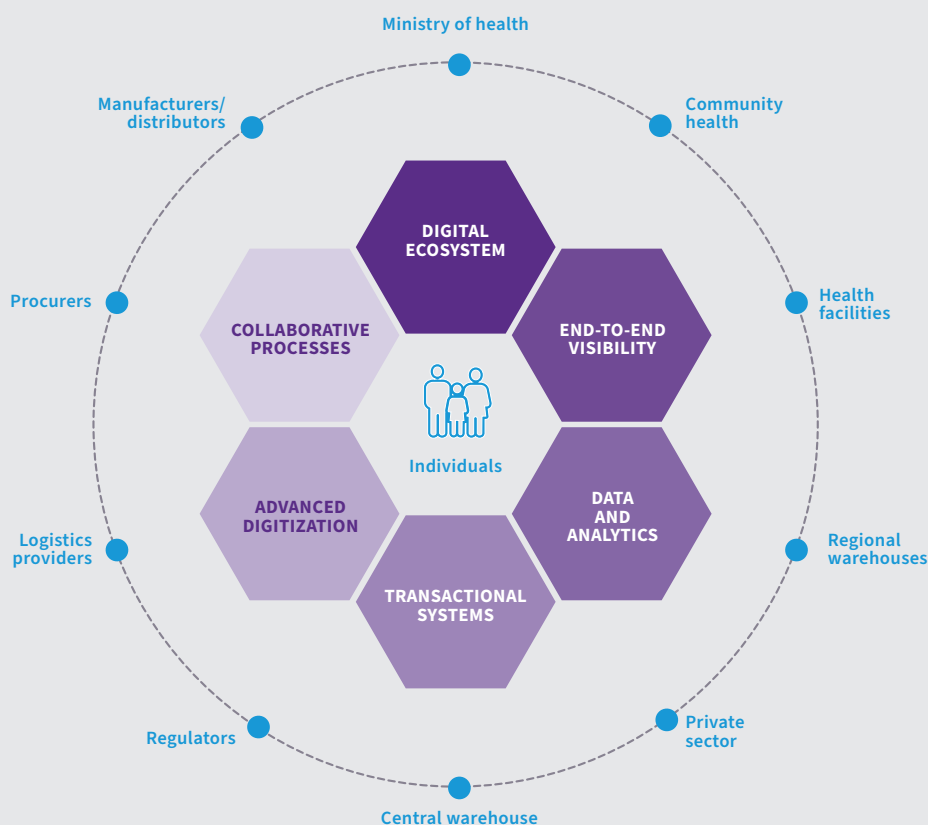 Ministry of health
Manufacturers/
distributors
Community
health
DIGITAL
ECOSYSTEM
Procurers
COLLABORATIVE
PROCESSES
END-TO-END
VISIBILITY
Health
facilities
Individuals
ADVANCED
DIGITIZATION
DATA
AND
ANALYTICS
Logistics
providers
Regional
warehouses
TRANSACTIONAL
SYSTEMS
Regulators
Private
sector
Central warehouse